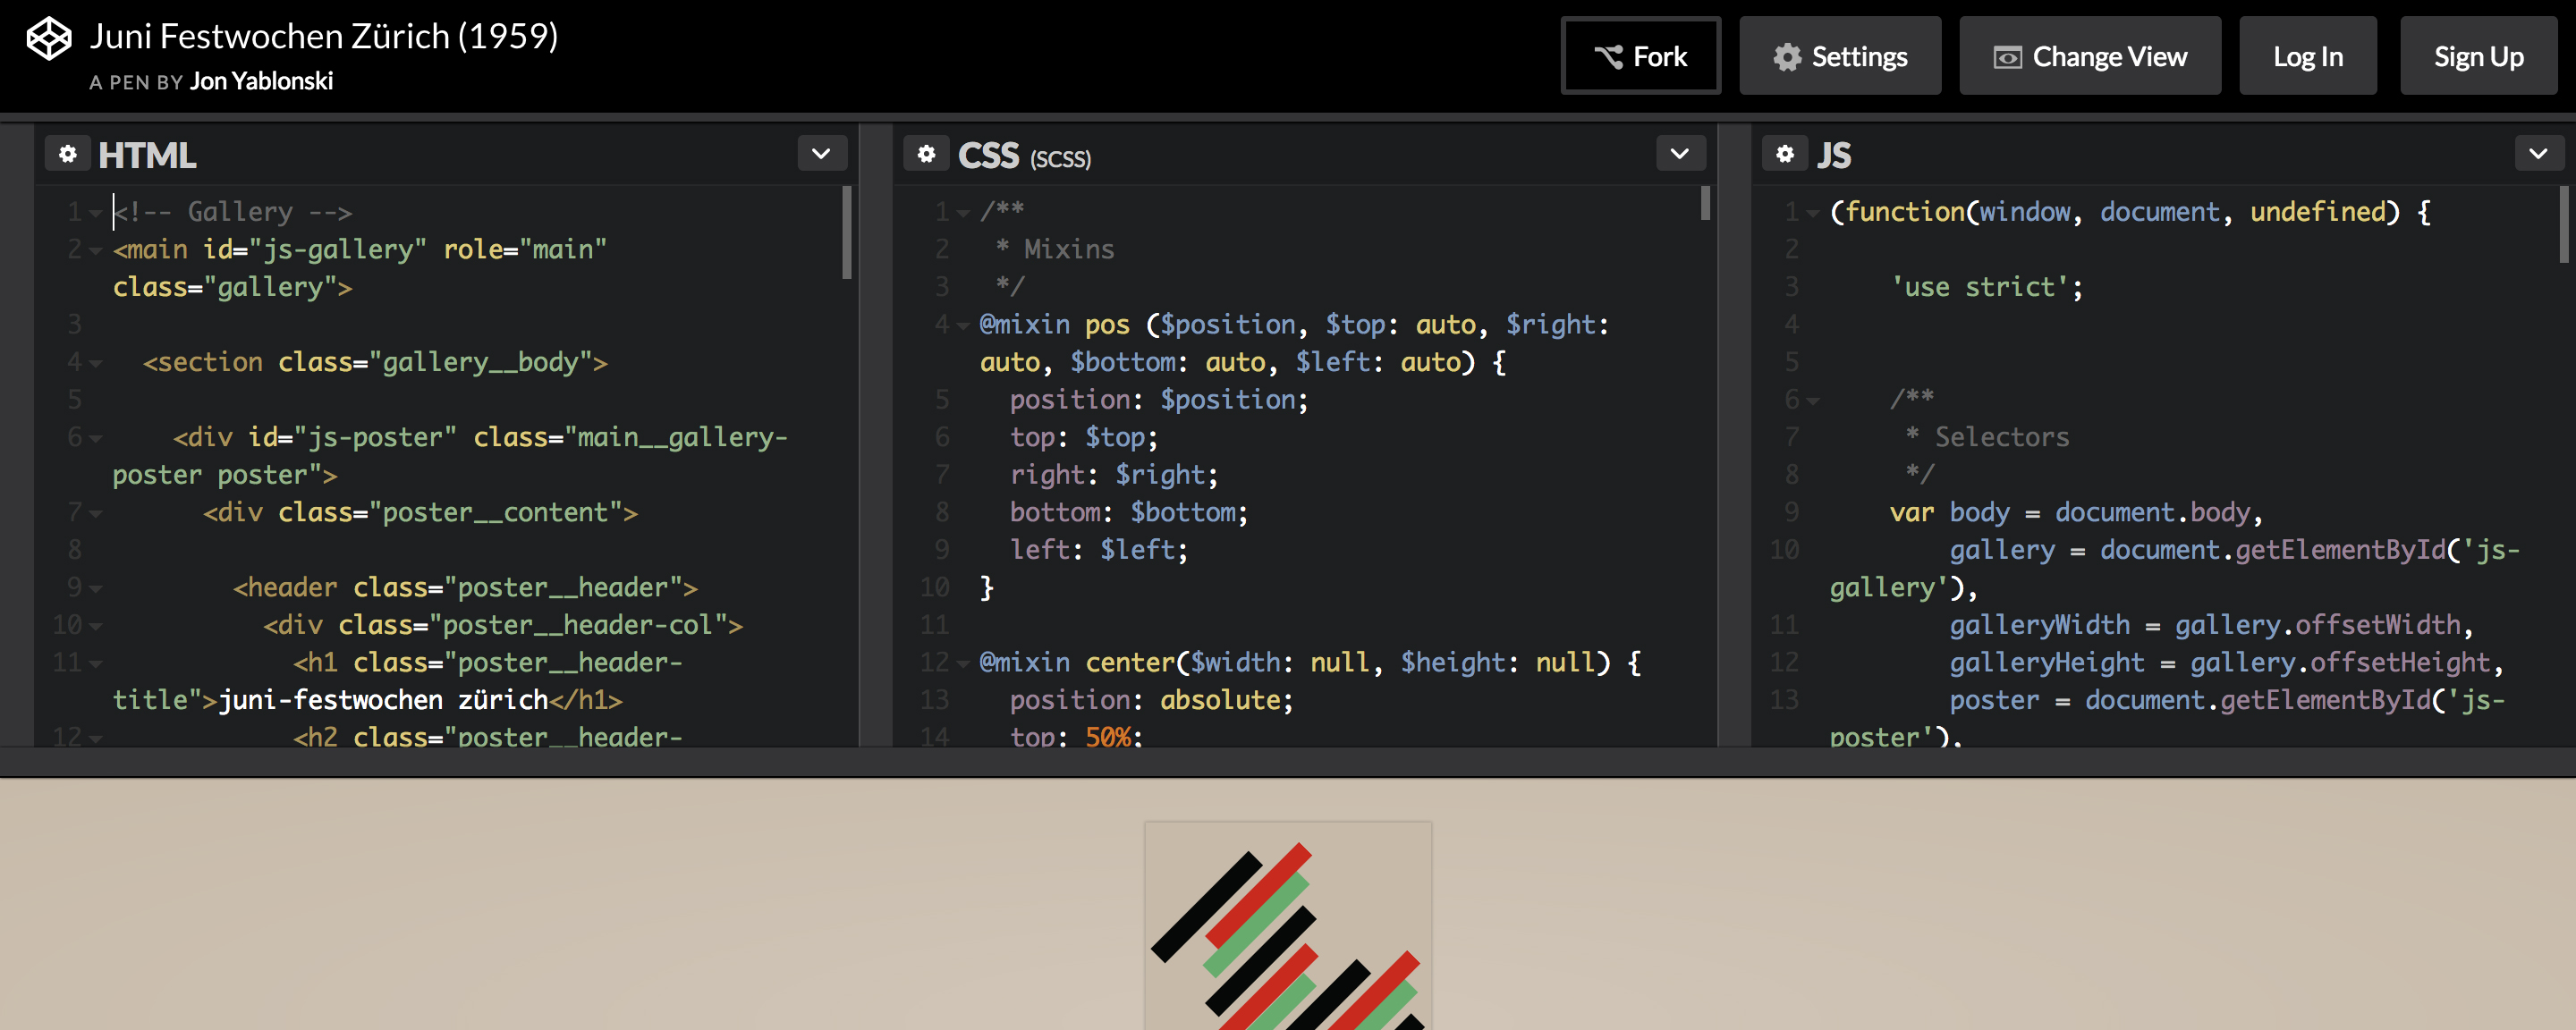 Juni Festwochen Zürich (1959)
A PEN BY Jon Yablonski
Fork
Settings
Change View
Log In
Sign Up
HTML
1 <!-- Gallery -->
2 <main id="js-gallery" role="main"
class="gallery">
3
4 <section class="gallery__body">
5
6 <div id="js-poster" class="main__gallery-
poster poster">
7 <div class="poster__content">
8
9 <header class="poster__header">
10 <div class="poster__header-col">
11 <h1 class="poster__header-
title">juni-festwochen zürich</h1>
12 <h2 class="poster__header-
CSS (SCSS)
1 /**
2 * Mixins
3 */
4 @mixin pos ($position, $top: auto, $right:
auto, $bottom: auto, $left: auto) {
5 position: $position;
6 top: $top;
7 right: $right;
8 bottom: $bottom;
9 left: $left;
10 }
11
12 @mixin center($width: null, $height: null) {
13 position: absolute;
14 top: 50%;
JS
1 (function(window, document, undefined) {
2
3 'use strict';
4
5
6 /**
7 * Selectors
8 */
9 var body = document.body,
10 gallery = document.getElementById('js-
gallery'),
11 galleryWidth = gallery.offsetWidth,
12 galleryHeight = gallery.offsetHeight,
13 poster = document.getElementById('js-
poster'),